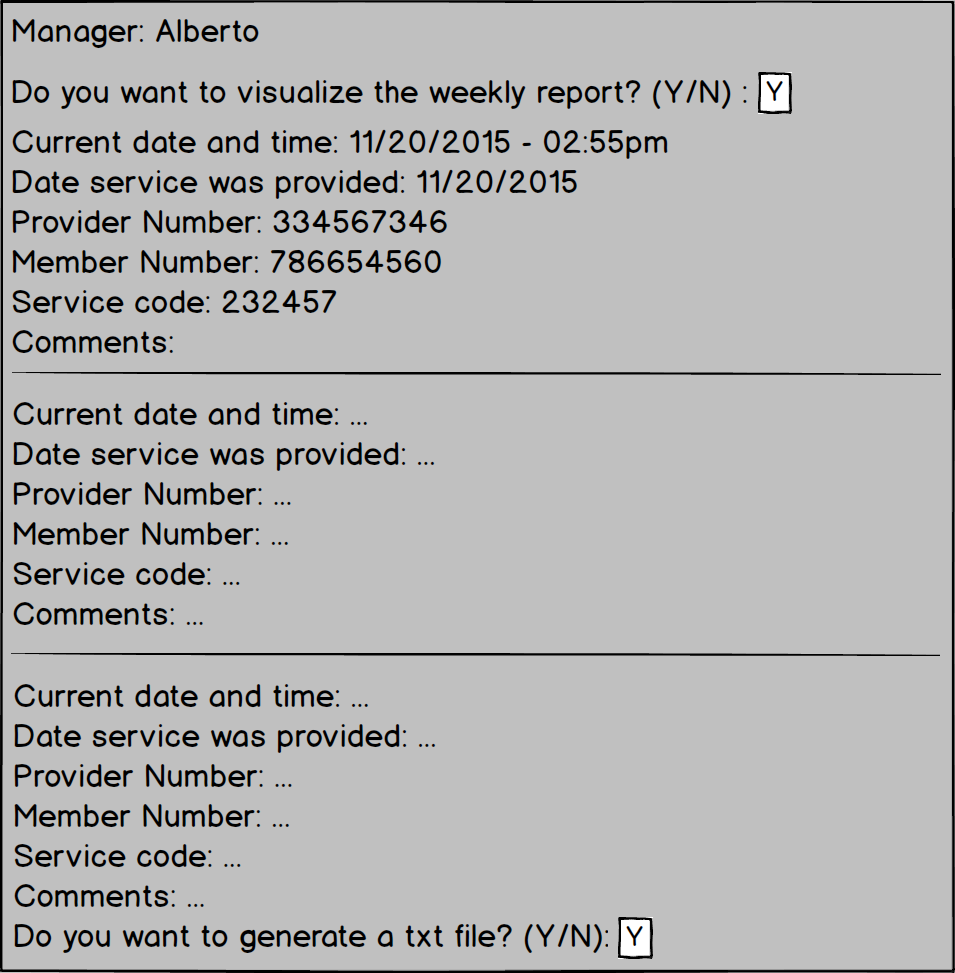 Manager: Alberto
Do you want to visualize the weekly report? (Y/N) : Y
Current date and time: 11/20/2015 - 02:55pm
Date service was provided: 11/20/2015
Provider Number: 334567346
Member Number: 786654560
Service code: 232457
Comments:
Current date and time: ...
Date service was provided: ...
Provider Number: ...
Member Number: ...
Service code: ...
Comments: ...
Current date and time: ...
Date service was provided: ...
Provider Number: ...
Member Number: ...
Service code: ...
Comments: ...
Do you want to generate a txt file? (Y/N): Y